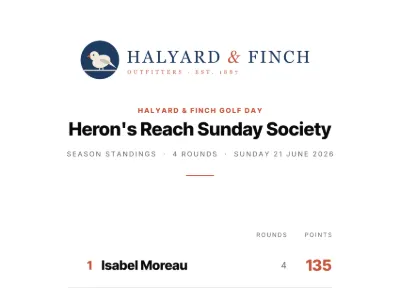 HALYARD & FINCH
OUTFITTERS · EST. 1887
HALYARD & FINCH GOLF DAY
Heron's Reach Sunday Society
SEASON STANDINGS · 4 ROUNDS · SUNDAY 21 JUNE 2026
ROUNDS POINTS
1 Isabel Moreau 4 135